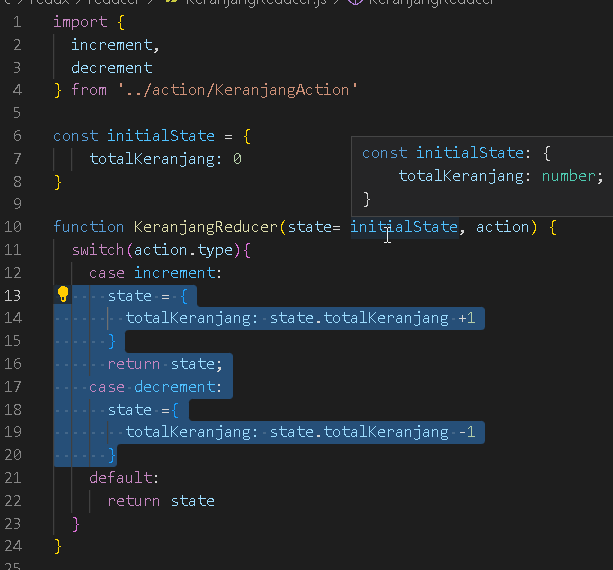 redux > reducer > KeranjangReducer.js > KeranjangReducer
1 import {
2 increment,
3 decrement
4 } from '../action/KeranjangAction'
5
6 const initialState = {
7 totalKeranjang: 0
8 }
9
const initialState: {
totalKeranjang: number;
}
10 function KeranjangReducer(state= initialState, action) {
11 switch(action.type){
12 case increment:
13 state = {
14 totalKeranjang: state.totalKeranjang +1
15 }
16 return state;
17 case decrement:
18 state ={
19 totalKeranjang: state.totalKeranjang -1
20 }
21 default:
22 return state
23 }
24 }
25